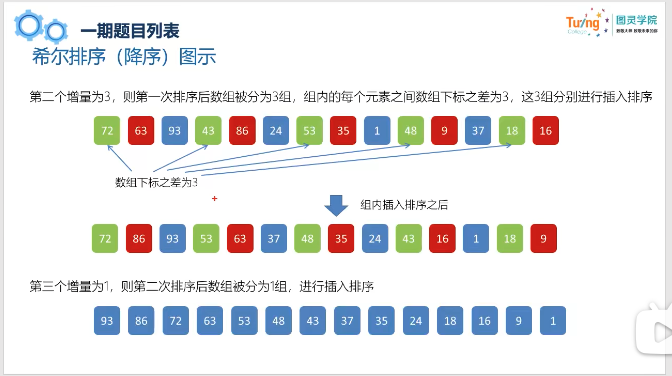 一期题目列表
Tuling
College
图灵学院
希尔排序（降序）图示
第二个增量为3，则第一次排序后数组被分为3组，组内的每个元素之间数组下标之差为3，这3组分别进行插入排序
72 63 93 43 86 24 53 35 1 48 9 37 18 16
数组下标之差为3
组内插入排序之后
72 86 93 53 63 37 48 35 24 43 16 1 18 9
第三个增量为1，则第二次排序后数组被分为1组，进行插入排序
93 86 72 63 53 48 43 37 35 24 18 16 9 1